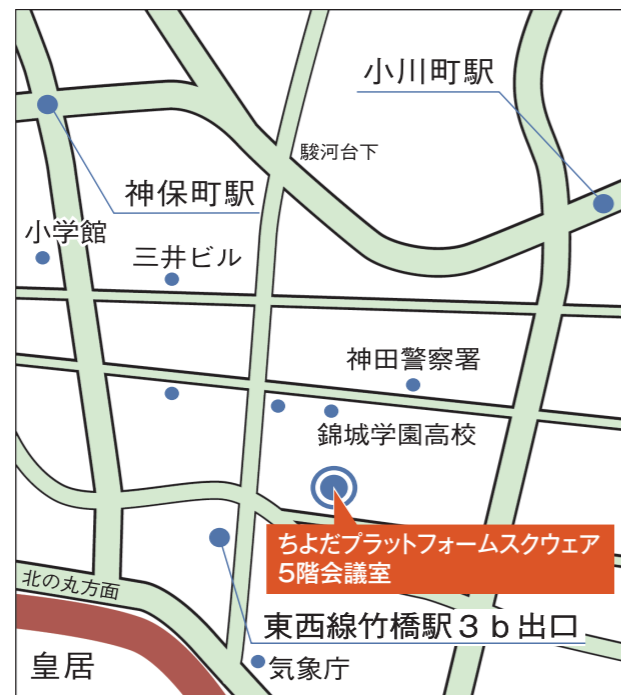 小川町駅
駿河台下
神保町駅
小学館
三井ビル
神田警察署
錦城学園高校
ちよだプラットフォームスクウェア
5階会議室
北の丸方面
東西線竹橋駅3b出口
皇居
気象庁